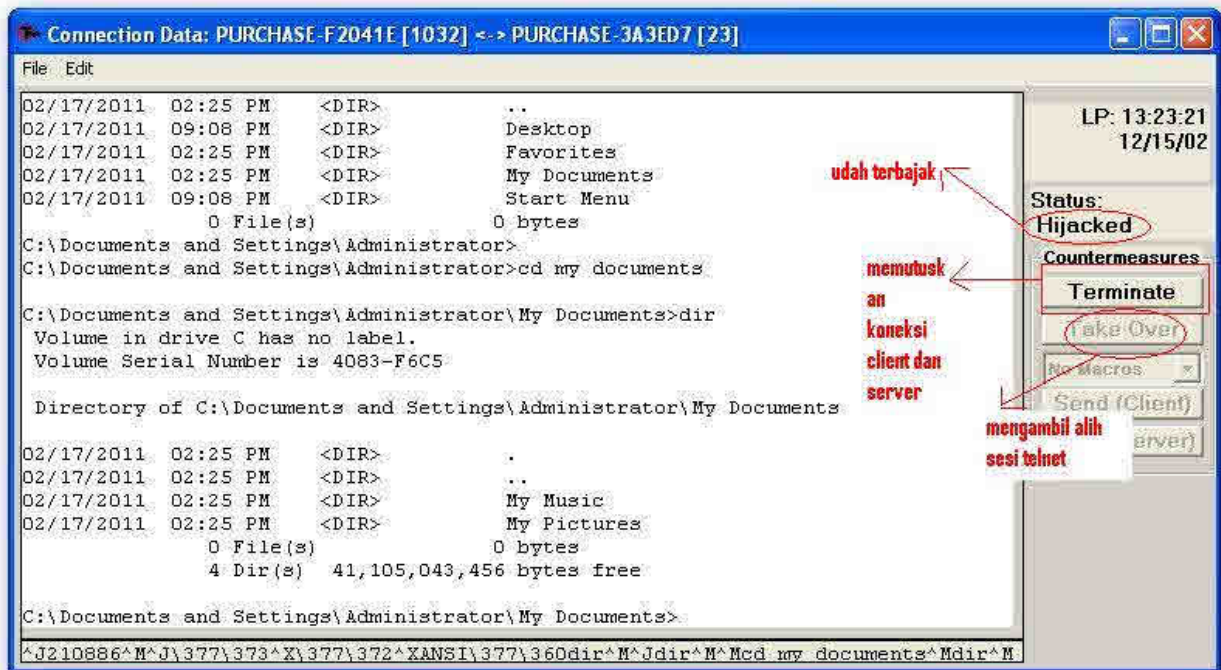 Connection Data: PURCHASE-F2041E [1032] <-> PURCHASE-3A3ED7 [23]
File Edit
02/17/2011 02:25 PM <DIR> ..
02/17/2011 09:08 PM <DIR> Desktop
02/17/2011 02:25 PM <DIR> Favorites
02/17/2011 02:25 PM <DIR> My Documents
02/17/2011 09:08 PM <DIR> Start Menu
0 File(s) 0 bytes
C:\Documents and Settings\Administrator>
C:\Documents and Settings\Administrator>cd my documents
C:\Documents and Settings\Administrator\My Documents>dir
Volume in drive C has no label.
Volume Serial Number is 4083-F6C5
Directory of C:\Documents and Settings\Administrator\My Documents
02/17/2011 02:25 PM <DIR> .
02/17/2011 02:25 PM <DIR> ..
02/17/2011 02:25 PM <DIR> My Music
02/17/2011 02:25 PM <DIR> My Pictures
0 File(s) 0 bytes
4 Dir(s) 41,105,043,456 bytes free
C:\Documents and Settings\Administrator\My Documents>
^J210886^M^J\377\373^X\377\372^XANSI\377\360dir^M^Jdir^M^Mcd my documents^Mdir^M
udah terbajak
memutusk
an
koneksi
client dan
server
mengambil alih
sesi telnet
LP: 13:23:21
12/15/02
Status:
Hijacked
Countermeasures
Terminate
Take Over
No Macros
Send (Client)
erver)